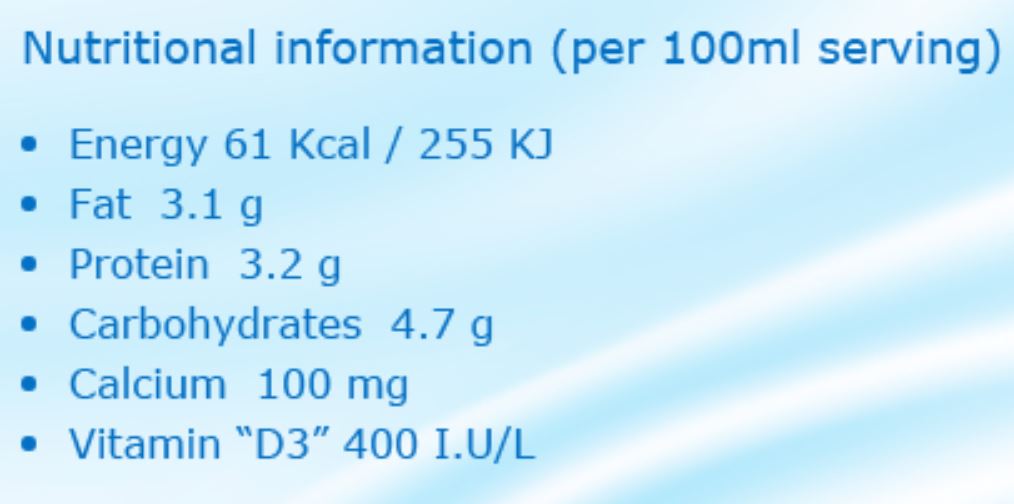 Nutritional information (per 100ml serving)
• Energy 61 Kcal / 255 KJ
• Fat 3.1 g
• Protein 3.2 g
• Carbohydrates 4.7 g
• Calcium 100 mg
• Vitamin “D3” 400 I.U/L